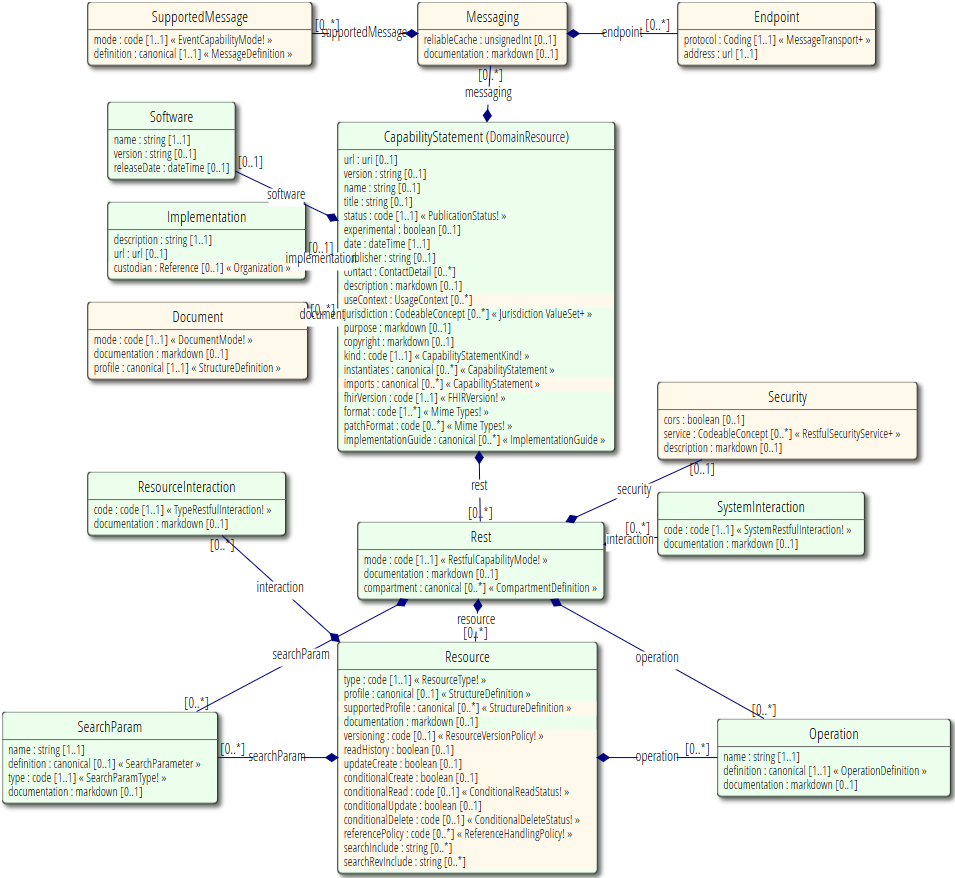 SupportedMessage
mode : code [1..1] « EventCapabilityMode! »
definition : canonical [1..1] « MessageDefinition »
[0..*]
supportedMessage
Messaging
reliableCache : unsignedInt [0..1]
documentation : markdown [0..1]
endpoint
[0..*]
Endpoint
protocol : Coding [1..1] « MessageTransport+ »
address : url [1..1]
[0..*]
messaging
Software
name : string [1..1]
version : string [0..1]
releaseDate : dateTime [0..1]
[0..1]
software
Implementation
description : string [1..1]
url : url [0..1]
custodian : Reference [0..1] « Organization »
[0..1]
implementation
Document
mode : code [1..1] « DocumentMode! »
documentation : markdown [0..1]
profile : canonical [1..1] « StructureDefinition »
[0..*]
document
CapabilityStatement (DomainResource)
url : uri [0..1]
version : string [0..1]
name : string [0..1]
title : string [0..1]
status : code [1..1] « PublicationStatus! »
experimental : boolean [0..1]
date : dateTime [1..1]
blisher : string [0..1]
contact : ContactDetail [0..*]
description : markdown [0..1]
useContext : UsageContext [0..*]
jurisdiction : CodeableConcept [0..*] « Jurisdiction ValueSet+ »
purpose : markdown [0..1]
copyright : markdown [0..1]
kind : code [1..1] « CapabilityStatementKind! »
instantiates : canonical [0..*] « CapabilityStatement »
imports : canonical [0..*] « CapabilityStatement »
fhirVersion : code [1..1] « FHIRVersion! »
format : code [1..*] « Mime Types! »
patchFormat : code [0..*] « Mime Types! »
implementationGuide : canonical [0..*] « ImplementationGuide »
Security
cors : boolean [0..1]
service : CodeableConcept [0..*] « RestfulSecurityService+ »
description : markdown [0..1]
[0..1]
security
rest
[0..*]
ResourceInteraction
code : code [1..1] « TypeRestfulInteraction! »
documentation : markdown [0..1]
[0..*]
interaction
SystemInteraction
code : code [1..1] « SystemRestfulInteraction! »
documentation : markdown [0..1]
[0..*]
interaction
Rest
mode : code [1..1] « RestfulCapabilityMode! »
documentation : markdown [0..1]
compartment : canonical [0..*] « CompartmentDefinition »
resource
[0..*]
searchParam
[0..*]
operation
[0..*]
Resource
type : code [1..1] « ResourceType! »
profile : canonical [0..1] « StructureDefinition »
supportedProfile : canonical [0..*] « StructureDefinition »
documentation : markdown [0..1]
versioning : code [0..1] « ResourceVersionPolicy! »
readHistory : boolean [0..1]
updateCreate : boolean [0..1]
conditionalCreate : boolean [0..1]
conditionalRead : code [0..1] « ConditionalReadStatus! »
conditionalUpdate : boolean [0..1]
conditionalDelete : code [0..1] « ConditionalDeleteStatus! »
referencePolicy : code [0..*] « ReferenceHandlingPolicy! »
searchInclude : string [0..*]
searchRevInclude : string [0..*]
SearchParam
name : string [1..1]
definition : canonical [0..1] « SearchParameter »
type : code [1..1] « SearchParamType! »
documentation : markdown [0..1]
[0..*]
searchParam
operation
[0..*]
Operation
name : string [1..1]
definition : canonical [1..1] « OperationDefinition »
documentation : markdown [0..1]